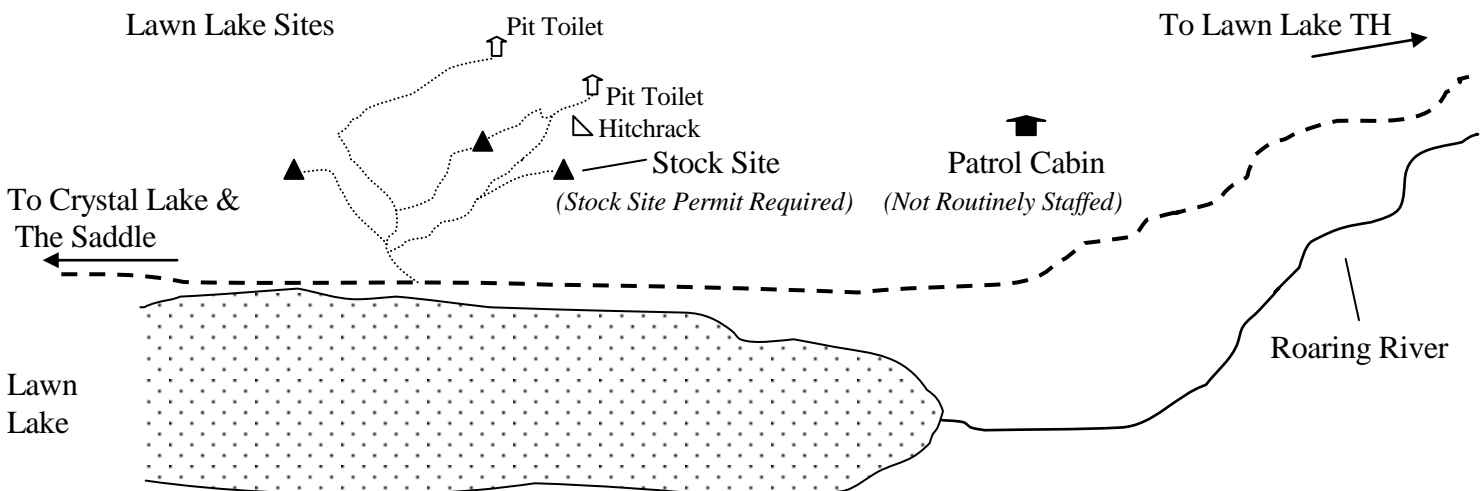 Lawn Lake Sites
Pit Toilet
To Lawn Lake TH
Pit Toilet
Hitchrack
Stock Site
(Stock Site Permit Required)
Patrol Cabin
(Not Routinely Staffed)
To Crystal Lake &
The Saddle
Roaring River
Lawn
Lake